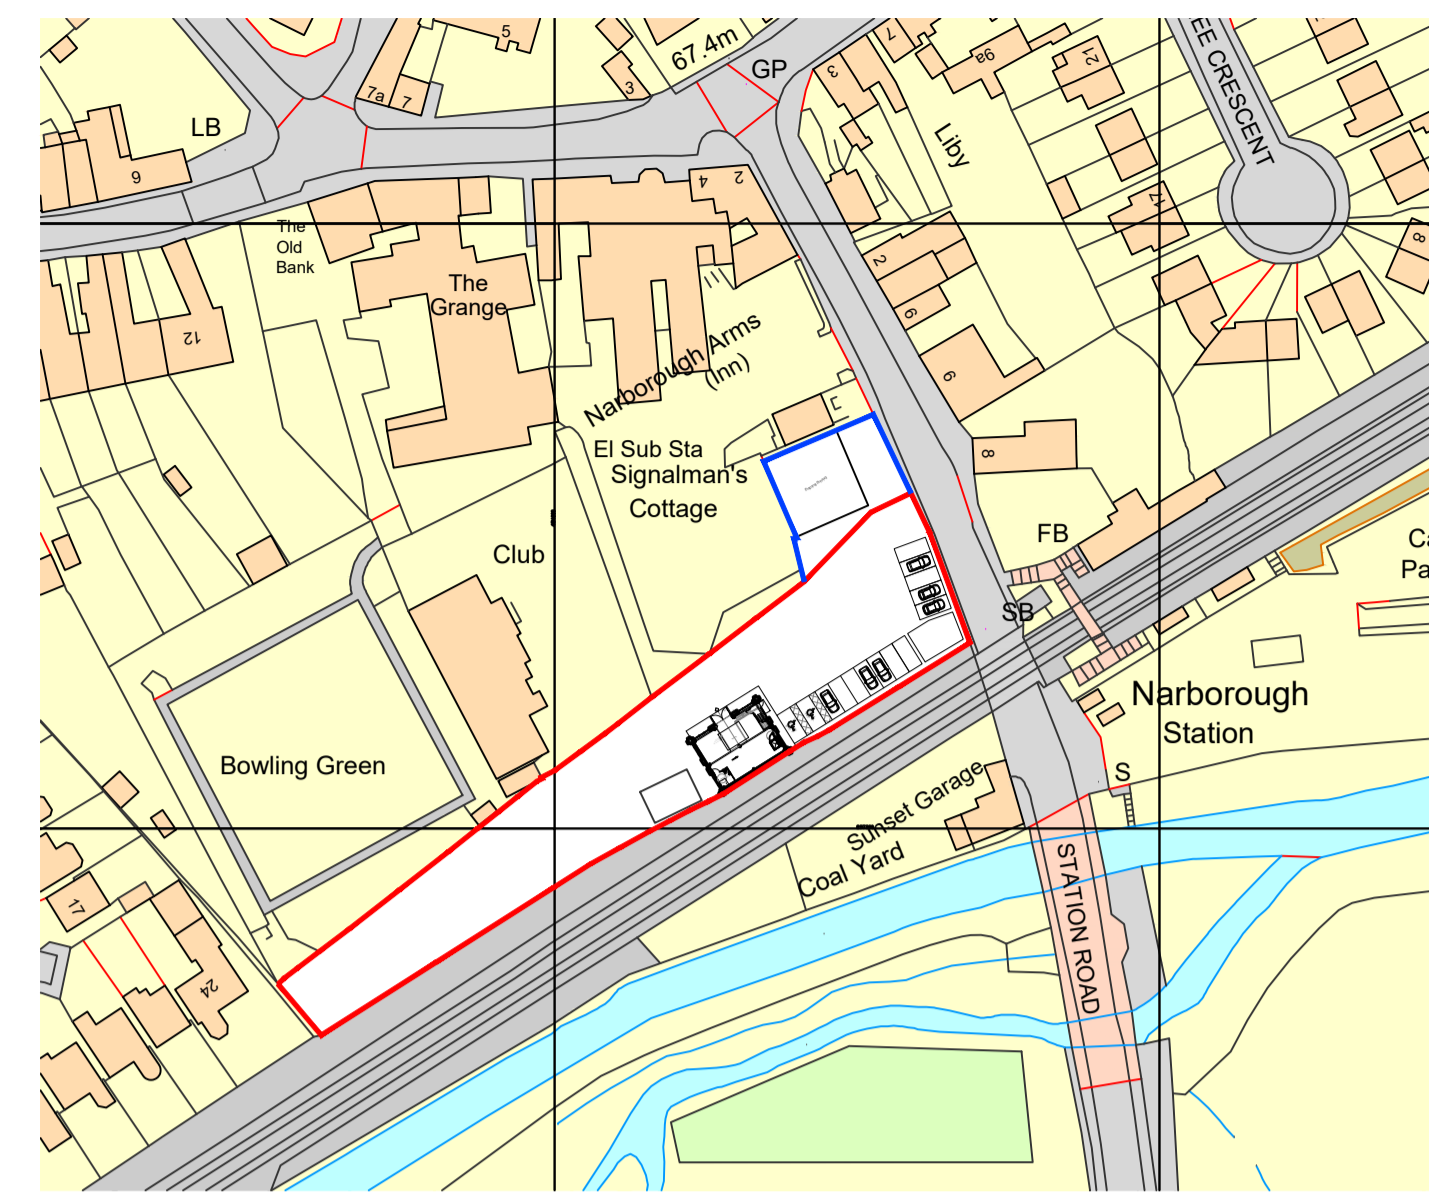 5
67.4m
GP
7
3
9a
21
EE CRESCENT
7a
7
3
LB
Liby
6
4
2
17
The
Old
Bank
The
Grange
2
8
12
6
Narborough Arms
(Inn)
9
El Sub Sta
Signalman's
Cottage
8
Club
FB
Ca
Pa
SB
Narborough
Station
Bowling Green
S
Sunset Garage
Coal Yard
STATION ROAD
17
24